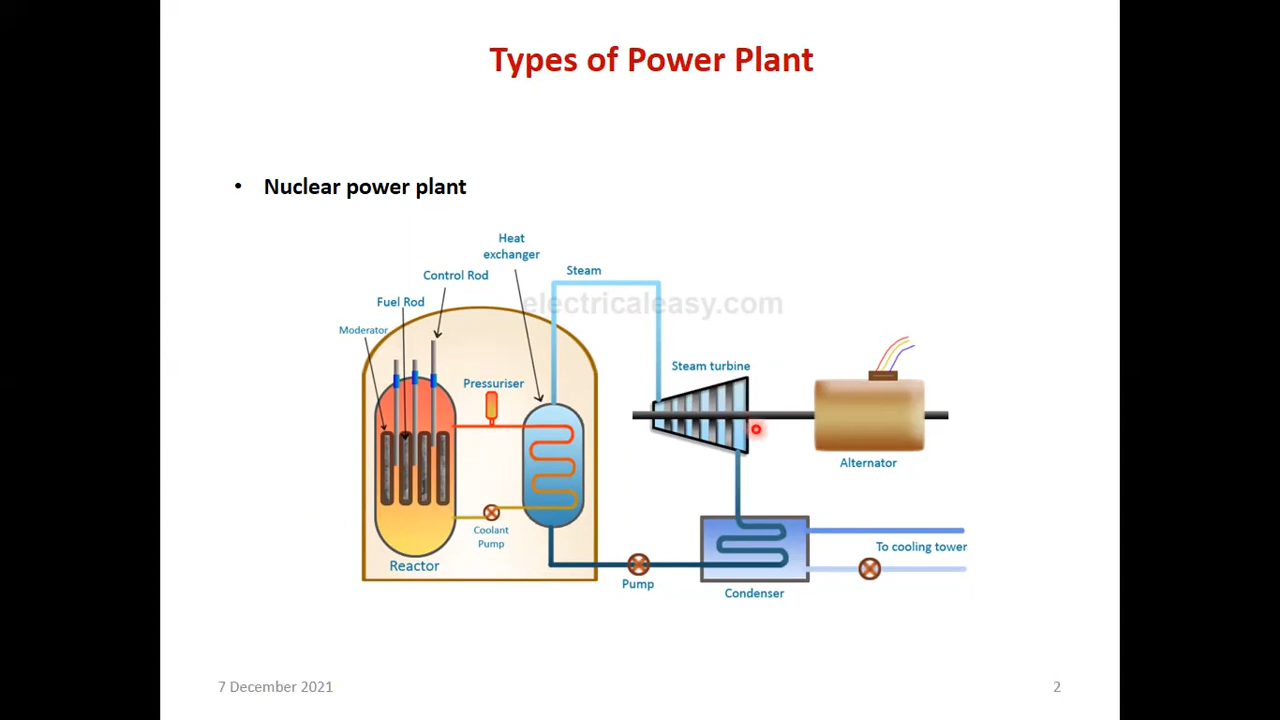 Types of Power Plant
• Nuclear power plant
Heat
exchanger
Control Rod
Steam
Fuel Rod
electricaleasy.com
Moderator
Steam turbine
Pressuriser
Alternator
Coolant
Pump
To cooling tower
Reactor
Pump
Condenser
7 December 2021
2